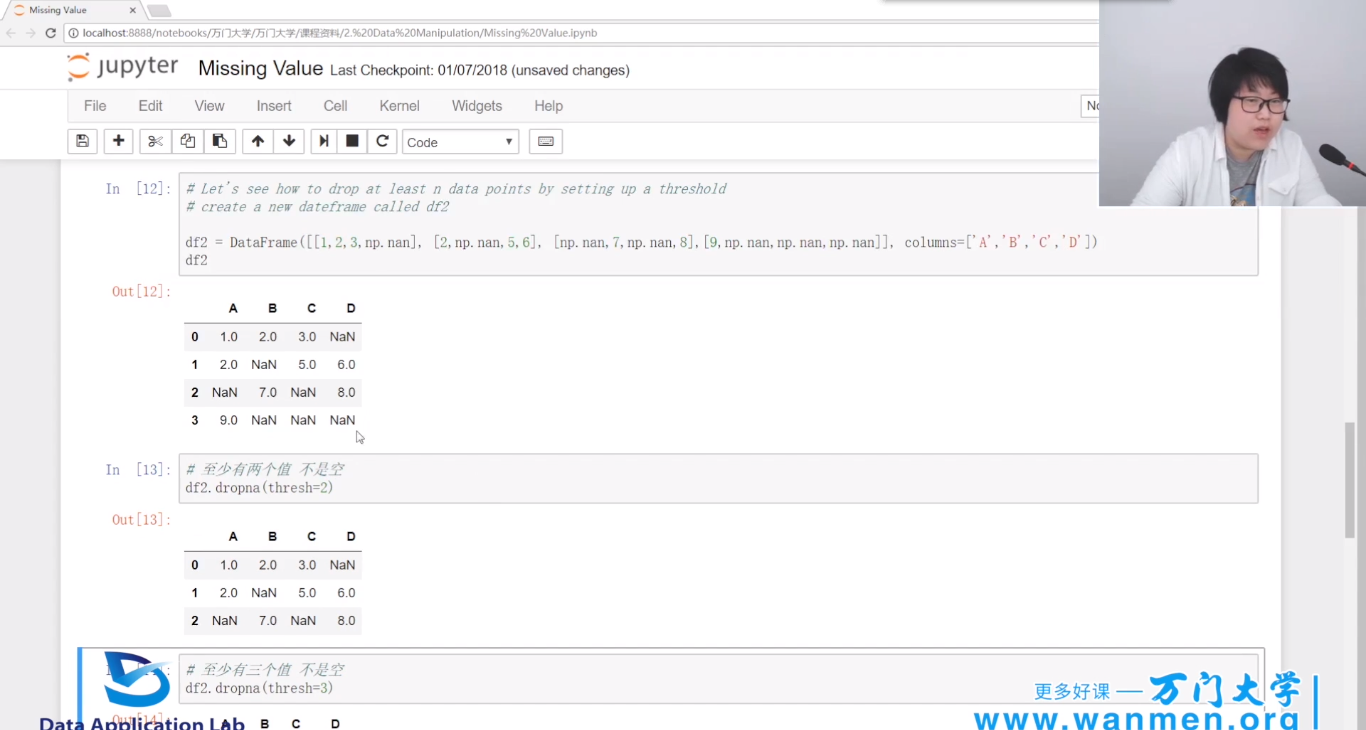 Missing Value
localhost:8888/notebooks/万门大学/万门大学/课程资料/2.%20Data%20Manipulation/Missing%20Value.ipynb
jupyter Missing Value Last Checkpoint: 01/07/2018 (unsaved changes)
File Edit View Insert Cell Kernel Widgets Help
Code
In [12]: # Let's see how to drop at least n data points by setting up a threshold
# create a new dateframe called df2
df2 = DataFrame([[1,2,3,np.nan], [2,np.nan,5,6], [np.nan,7,np.nan,8],[9,np.nan,np.nan,np.nan]], columns=['A','B','C','D'])
df2
Out[12]:
A B C D
0 1.0 2.0 3.0 NaN
1 2.0 NaN 5.0 6.0
2 NaN 7.0 NaN 8.0
3 9.0 NaN NaN NaN
In [13]: # 至少有两个值 不是空
df2.dropna(thresh=2)
Out[13]:
A B C D
0 1.0 2.0 3.0 NaN
1 2.0 NaN 5.0 6.0
2 NaN 7.0 NaN 8.0
# 至少有三个值 不是空
df2.dropna(thresh=3)
Out[14]
A B C D
Data Application Lab
更多好课 — 万门大学
www.wanmen.org